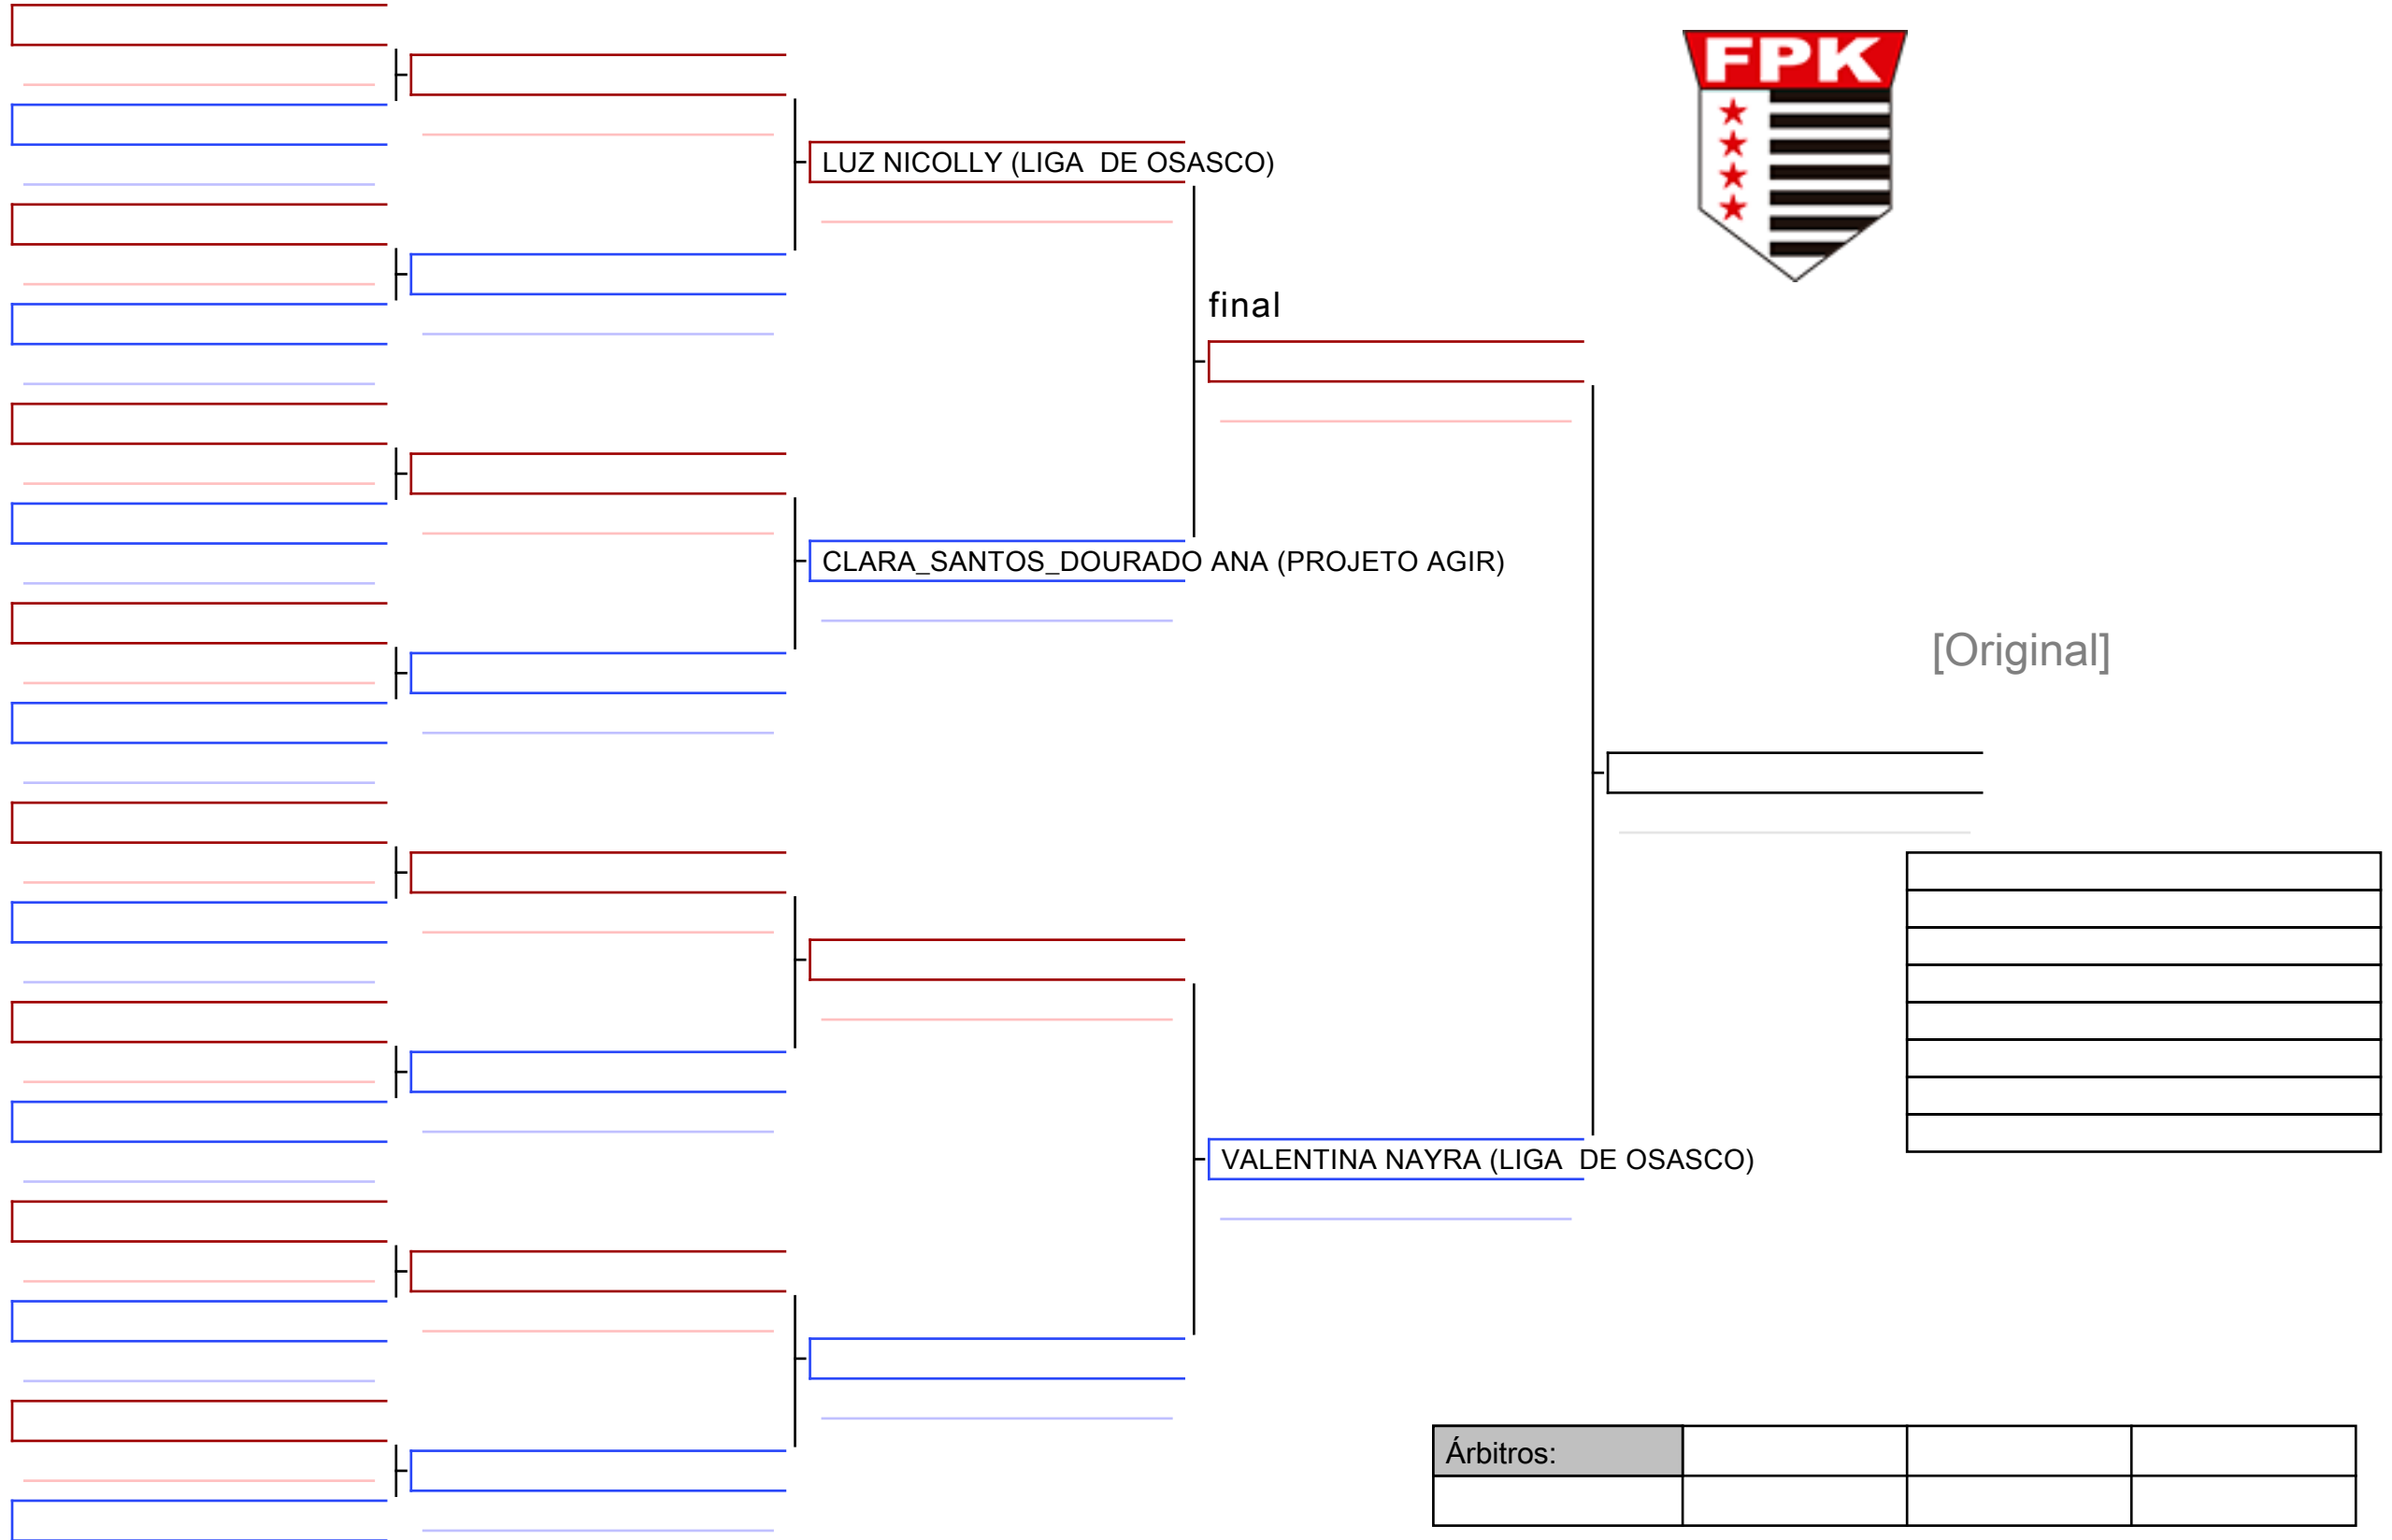 FPK
LUZ NICOLLY (LIGA  DE OSASCO)
final
CLARA_SANTOS_DOURADO ANA (PROJETO AGIR)
[Original]
VALENTINA NAYRA (LIGA  DE OSASCO)
Árbitros: